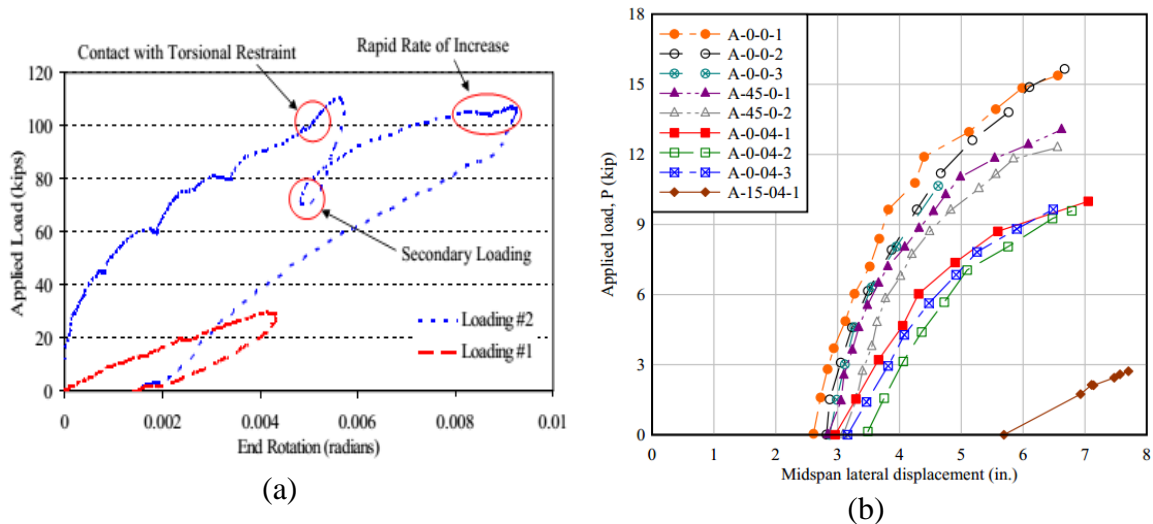 Contact with Torsional Restraint
Rapid Rate of Increase
120
100
80
60
40
20
0
Applied Load (kips)
Secondary Loading
Loading #2
Loading #1
0
0.002
0.004
0.006
0.008
0.01
End Rotation (radians)
(a)
18
15
12
9
6
3
0
Applied load, P (kip)
A-0-0-1
A-0-0-2
A-0-0-3
A-45-0-1
A-45-0-2
A-0-04-1
A-0-04-2
A-0-04-3
A-15-04-1
0
1
2
3
4
5
6
7
8
Midspan lateral displacement (in.)
(b)